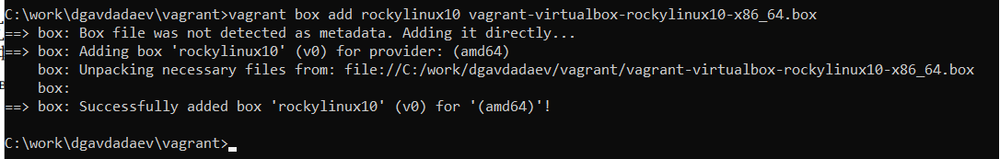 C:\work\dgavdadaev\vagrant>vagrant box add rockylinux10 vagrant-virtualbox-rockylinux10-x86_64.box
==> box: Box file was not detected as metadata. Adding it directly...
==> box: Adding box 'rockylinux10' (v0) for provider: (amd64)
box: Unpacking necessary files from: file://C:/work/dgavdadaev/vagrant/vagrant-virtualbox-rockylinux10-x86_64.box
box:
==> box: Successfully added box 'rockylinux10' (v0) for '(amd64)'!
C:\work\dgavdadaev\vagrant>